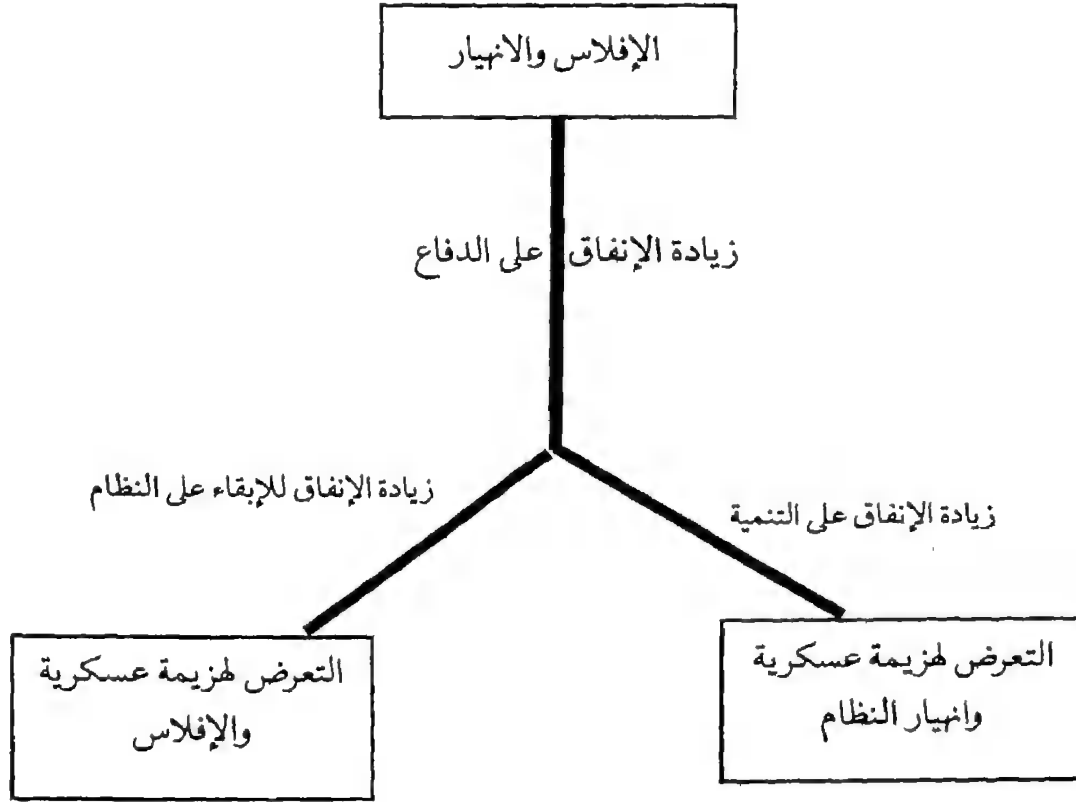 الإفلاس والانهيار
زيادة الإنفاق على الدفاع
زيادة الإنفاق للإبقاء على النظام
زيادة الإنفاق على التنمية
التعرض لهزيمة عسكرية
وانهيار النظام
التعرض لهزيمة عسكرية
والإفلاس